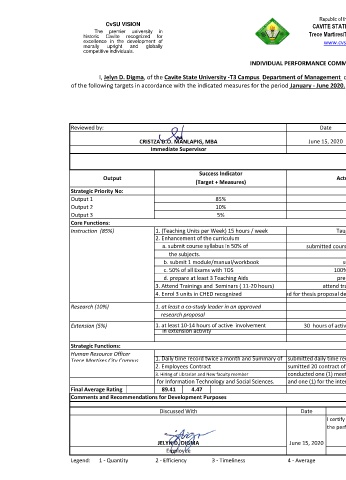 CvSU VISION
The premier university in
historic Cavite recognized for
excellence in the development of
morally upright and globally
competitive individuals.
Republic of th
CAVITE STAT
Trece Martires
www.cvs
INDIVIDUAL PERFORMANCE COMM
I, Jelyn D. Digma, of the Cavite State University -T3 Campus Department of Management
of the following targets in accordance with the indicated measures for the period January - June 2020.
Reviewed by: Date
CRISTZA D.O. MANLAPIG, MBA June 15, 2020
Immediate Supervisor
Output Success Indicator (Target + Measures) Act
Strategic Priority No:
Output 1 85%
Output 2 10%
Output 3 5%
Core Functions:
Instruction (85%) 1. (Teaching Units per Week) 15 hours / week Tau
2. Enhancement of the curriculum
a. submit course syllabus in 50% of submitted cour
the subjects.
b. submit 1 module/manual/workbook s
c. 50% of all Exams with TOS 100%
d. prepare at least 3 Teaching Aids pre
3. Attend Trainings and Seminars ( 11-20 hours) attend tra
4. Enrol 3 units in CHED recognized ed for thesis proposal de
Research (10%) 1. at least a co-study leader in an approved
research proposal
Extension (5%) 1. at least 10-14 hours of active involvement 30 hours of activ
in extension activity
Strategic Functions:
Human Resource Officer
Trece Martires City Campus 1. Daily time record twice a month and Summary of submitted daily time re
2. Employees Contract submitted 20 contract of
3. Hiring of Librarian and New faculty member conducted one (1) meet
for Information Technology and Social Sciences. and one (1) for the inter
Final Average Rating 89.41 4.47
Comments and Recommendations for Development Purposes
Discussed With Date
I certify
the perf
JELYN D. DIGMA June 15, 2020
Employee
Legend: 1 - Quantity 2 - Efficiency 3 - Timeliness 4 - Average